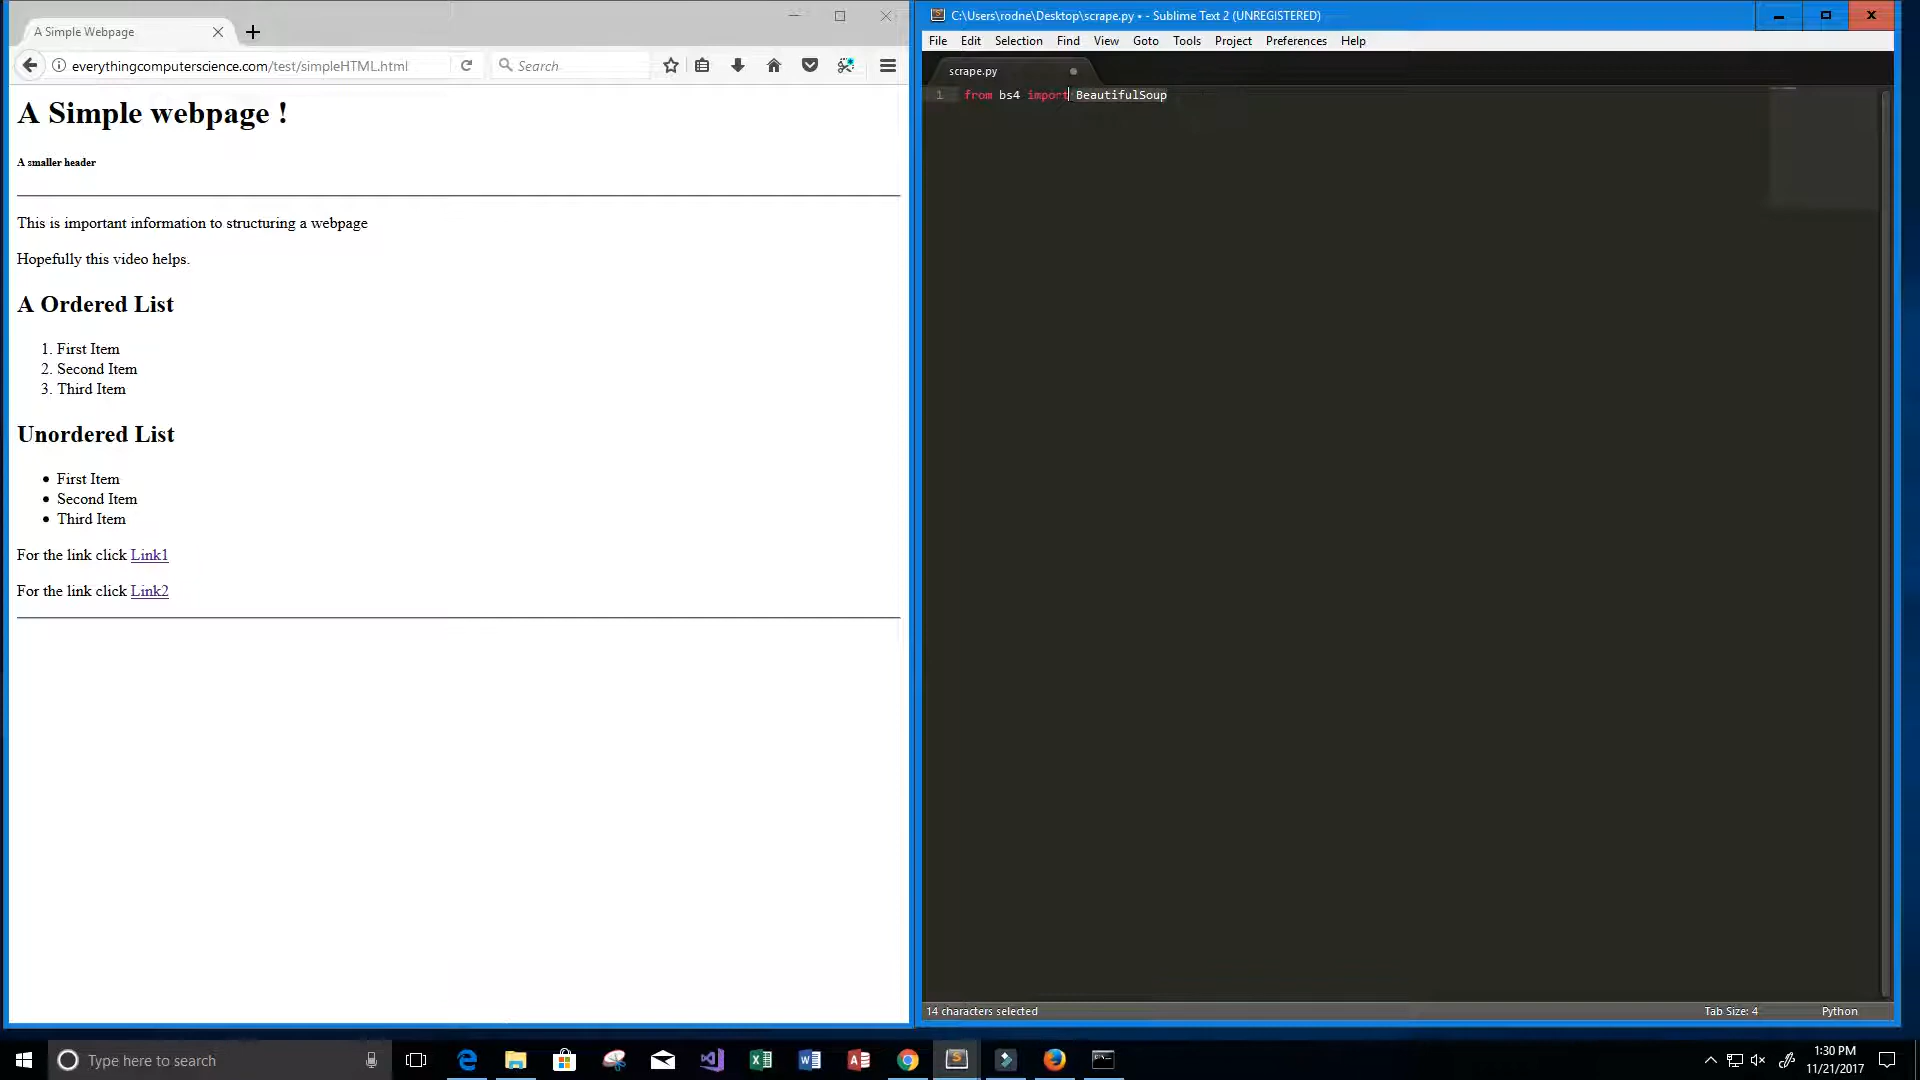 A Simple Webpage
everythingcomputerscience.com/test/simpleHTML.html
Search
A Simple webpage !
A smaller header
This is important information to structuring a webpage
Hopefully this video helps.
A Ordered List
1. First Item
2. Second Item
3. Third Item
Unordered List
First Item
Second Item
Third Item
For the link click Link1
For the link click Link2
C:\Users\rodne\Desktop\scrape.py • - Sublime Text 2 (UNREGISTERED)
File Edit Selection Find View Goto Tools Project Preferences Help
scrape.py
1 from bs4 import BeautifulSoup
14 characters selected
Tab Size: 4
Python
Type here to search
1:30 PM
11/21/2017